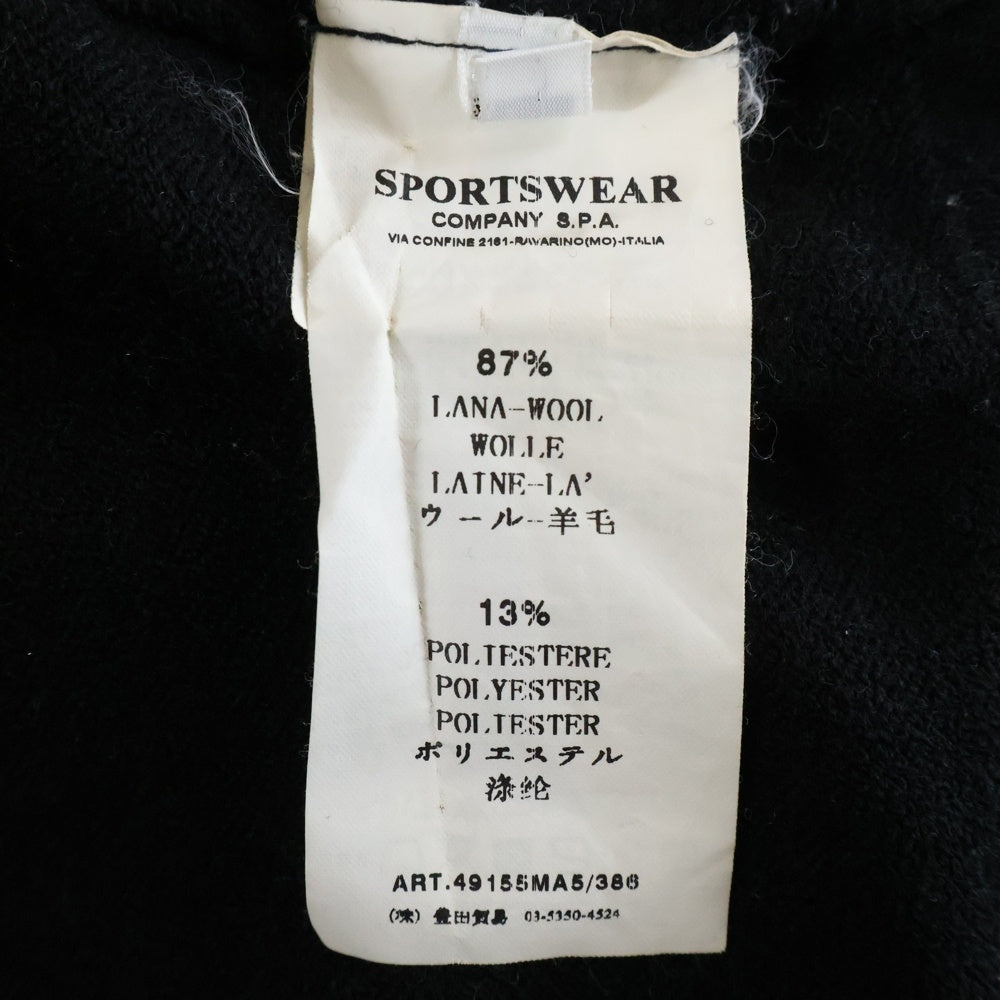 SPORTSWEAR
COMPANY S.P.A.
VIA CONFINE 2161-RAVARINO(MO)-ITALIA
87%
LANA-WOOL
WOLLE
LAINE-LA'
ウール-羊毛
13%
POLIESTERE
POLYESTER
POLIESTER
ポリエステル
涤纶
ART.49155MA5/386
(株) 豊田貿易 03-5350-4524